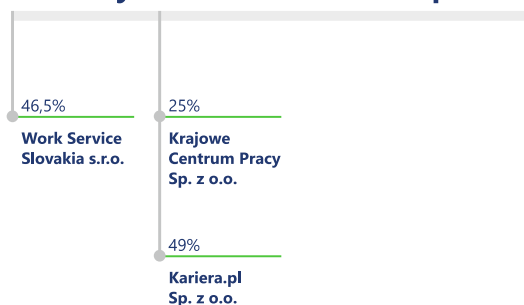 46,5%
Work Service
Slovakia s.r.o.
25%
Krajowe
Centrum Pracy
Sp. z o.o.
49%
Kariera.pl
Sp. z o.o.